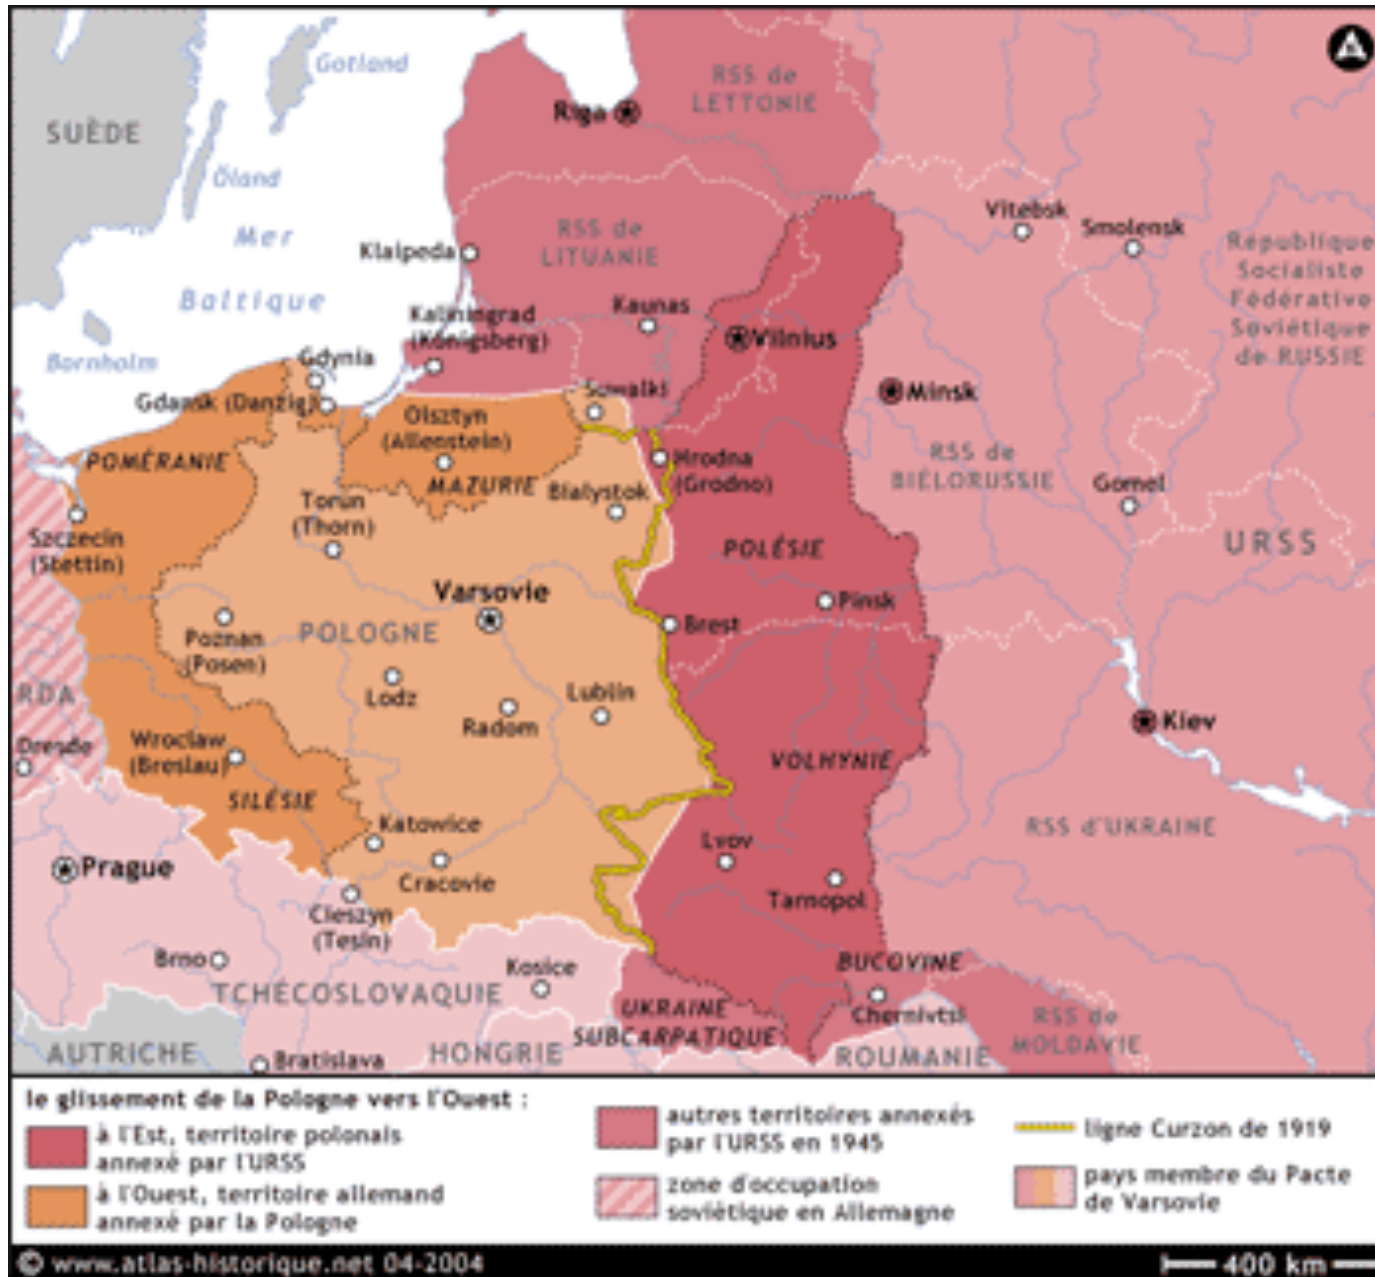 Gotland
RSS de
LETTONIE
Riga
SUÈDE
Öland
Mer
Baltique
RSS de
LITUANIE
Vitebsk
Smolensk
République
Socialiste
Fédérative
Soviétique
de RUSSIE
Klaipeda
Kaunas
Kaliningrad
(Königsberg)
Vilnius
Bornholm
Gdynia
Gdansk (Danzig)
Suwalki
Minsk
Olsztyn
(Allenstein)
POMÉRANIE
MAZURIE
Hrodna
(Grodno)
RSS de
BIÉLORUSSIE
Gomel
Torun
(Thorn)
Bialystok
Szczecin
(Stettin)
POLÉSIE
URSS
Varsovie
Pinsk
Poznan
(Posen)
POLOGNE
Brest
RDA
Lodz
Radom
Lublin
Kiev
Dresde
Wroclaw
(Breslau)
VOLHYNIE
SILÉSIE
Katowice
RSS d'UKRAINE
Prague
Cracovie
Lvov
Tarnopol
Cieszyn
(Tesin)
Brno
Kosice
BUCOVINE
TCHÉCOSLOVAQUIE
UKRAINE
SUBCARPATIQUE
Chernivtsi
RSS de
MOLDAVIE
AUTRICHE
Bratislava
HONGRIE
ROUMANIE
le glissement de la Pologne vers l'Ouest :
à l'Est, territoire polonais
annexé par l'URSS
à l'Ouest, territoire allemand
annexé par la Pologne
autres territoires annexés
par l'URSS en 1945
zone d'occupation
soviétique en Allemagne
ligne Curzon de 1919
pays membre du Pacte
de Varsovie
© www.atlas-historique.net 04-2004
400 km